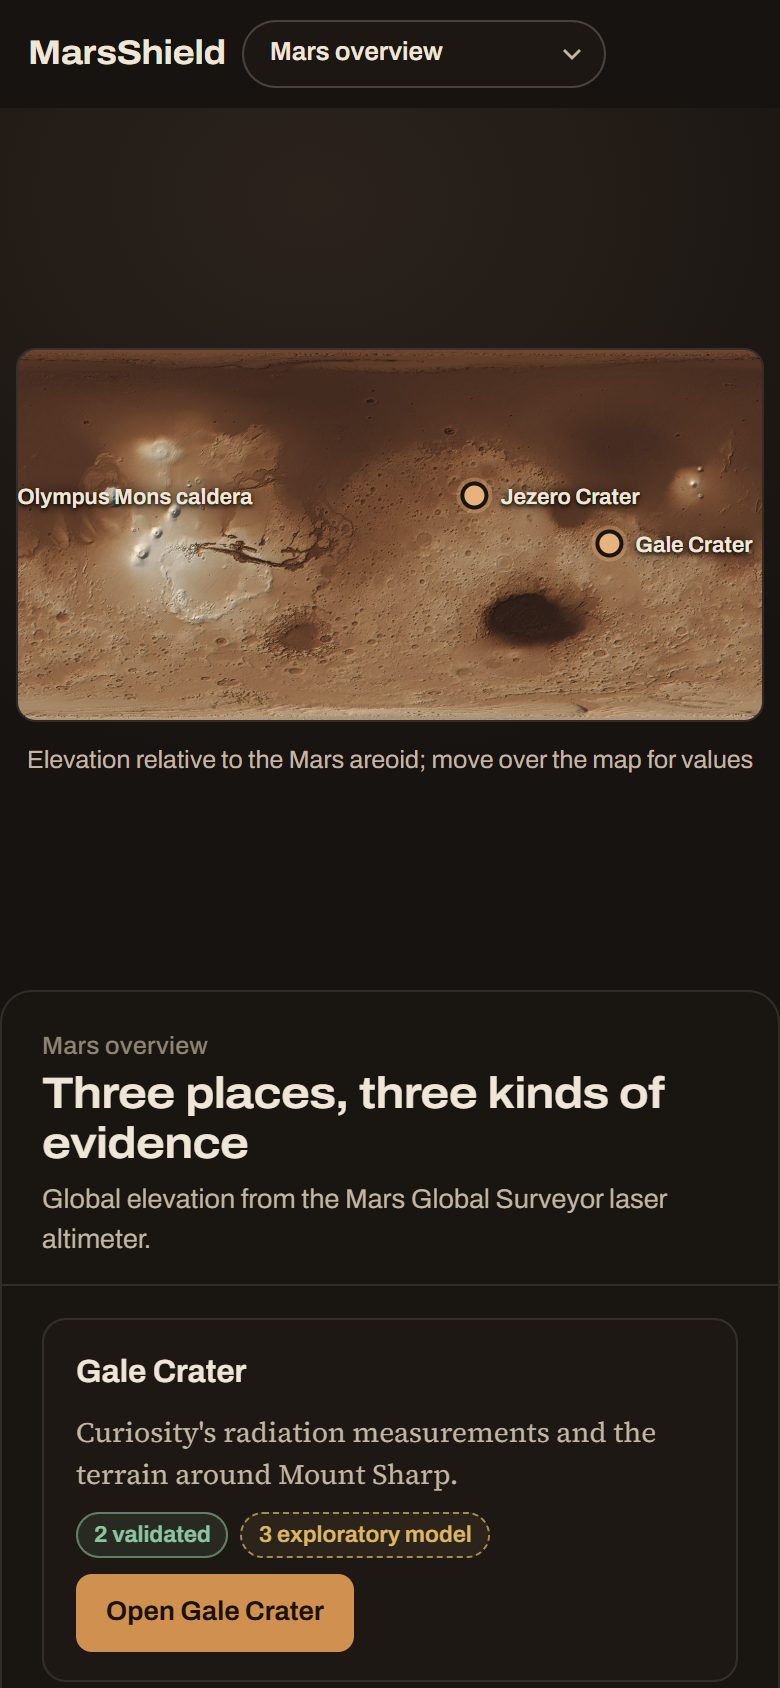 MarsShield
Mars overview
Olympus Mons caldera
Jezero Crater
Gale Crater
Elevation relative to the Mars areoid; move over the map for values
Mars overview
Three places, three kinds of
evidence
Global elevation from the Mars Global Surveyor laser
altimeter.
Gale Crater
Curiosity's radiation measurements and the
terrain around Mount Sharp.
2 validated
3 exploratory model
Open Gale Crater